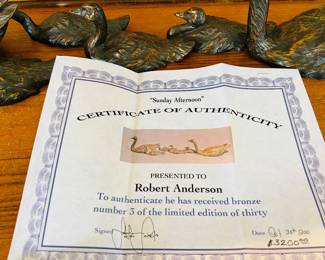 "Sunday Afternoon"
CERTIFICATE OF AUTHENTICITY
PRESENTED TO
Robert Anderson
To authenticate he has received bronze
number 3 of the limited edition of thirty
Signed
Date
$3200.00